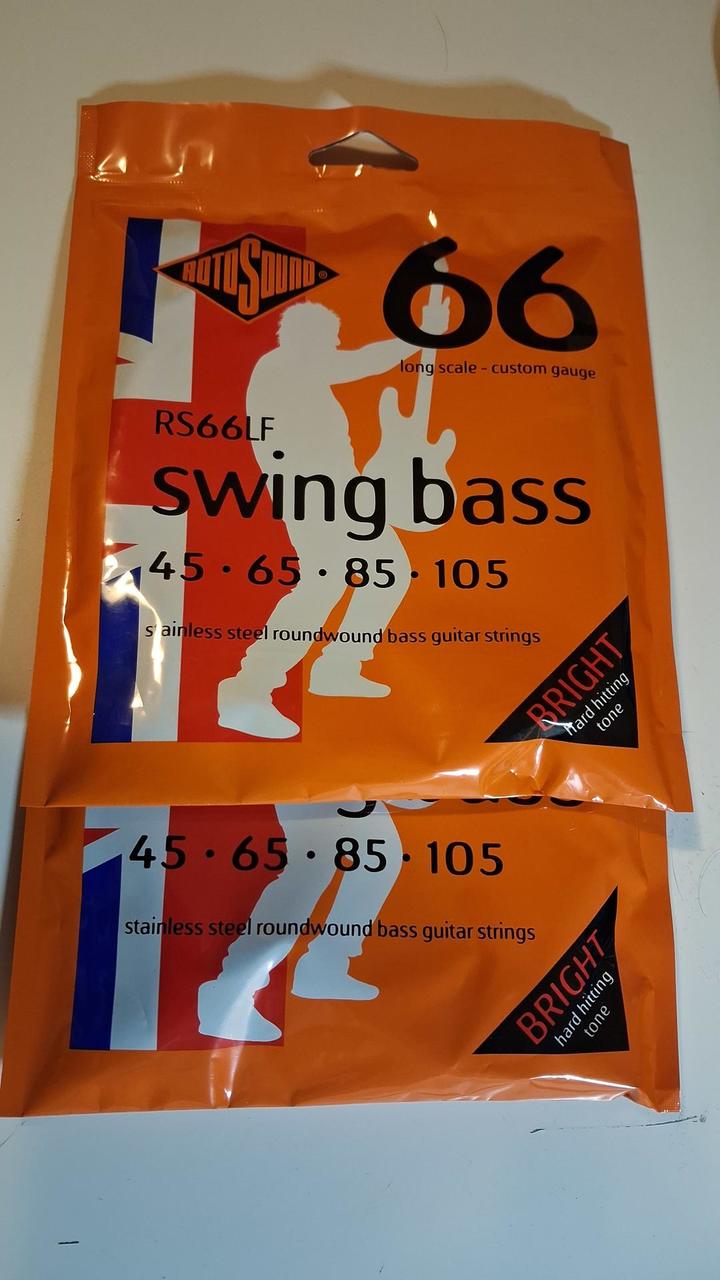 ROTOSOUND®
66
long scale - custom gauge
RS66LF
swing bass
45 · 65 · 85 · 105
stainless steel roundwound bass guitar strings
BRIGHT
hard hitting
tone
45 · 65 · 85 · 105
stainless steel roundwound bass guitar strings
BRIGHT
hard hitting
tone